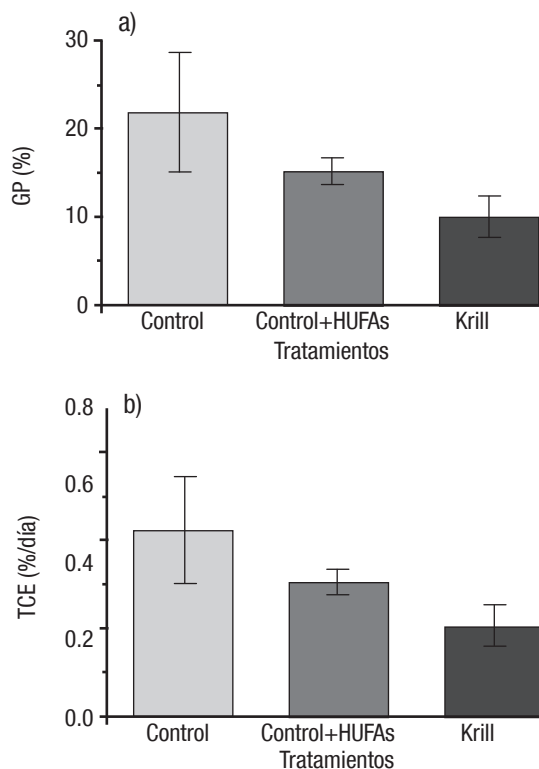 a)
30
20
10
0
GP (%)
Control Control+HUFAs Krill
Tratamientos
b)
0.8
0.6
0.4
0.2
0.0
TCE (%/día)
Control Control+HUFAs Krill
Tratamientos